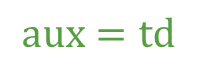 aux = td